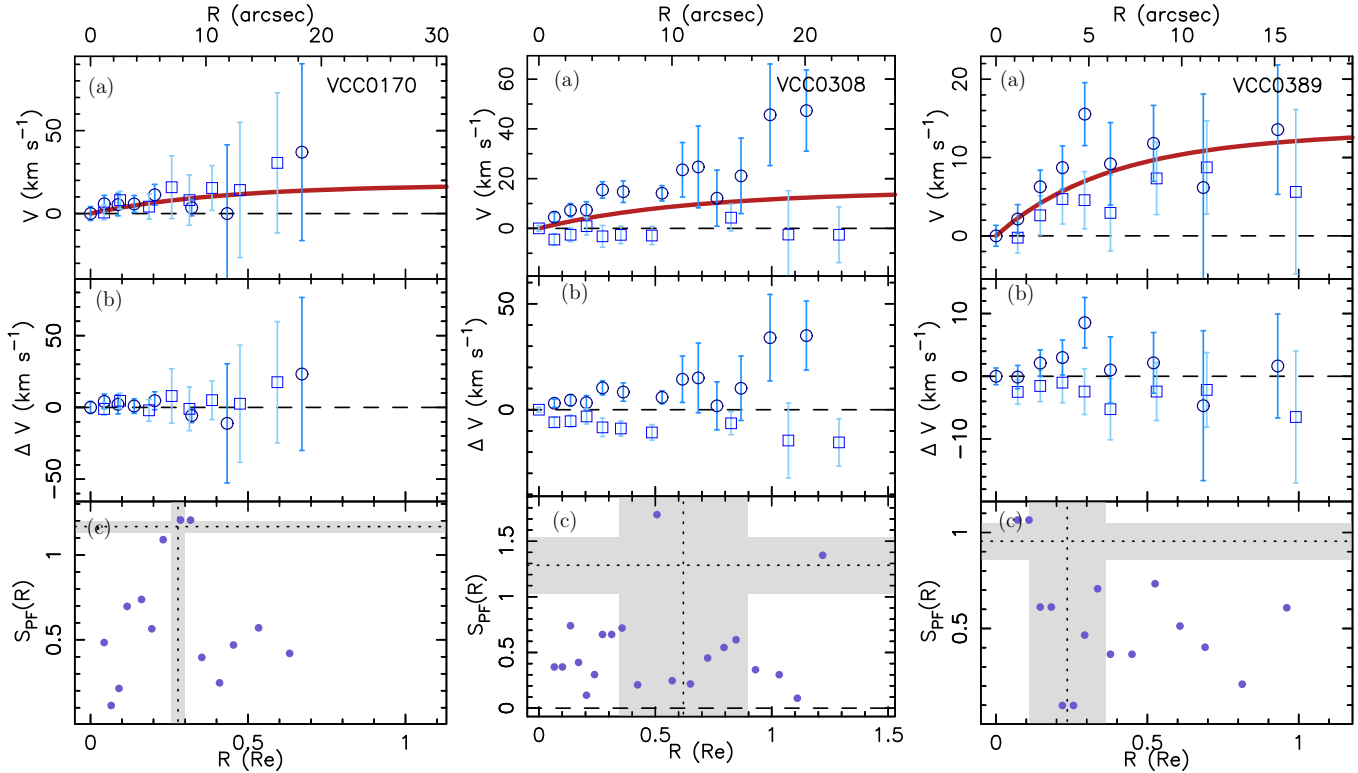 R (arcsec)
0 10 20 30
(a)
VCC0170
V (km s⁻¹)
0 50
(b)
Δ V (km s⁻¹)
−50 0 50
(c)
S_PF(R)
0.5 1
0 0.5 1
R (Re)
R (arcsec)
0 10 20
(a)
VCC0308
V (km s⁻¹)
0 20 40 60
(b)
Δ V (km s⁻¹)
0 50
(c)
S_PF(R)
0 0.5 1 1.5
0 0.5 1 1.5
R (Re)
R (arcsec)
0 5 10 15
(a)
VCC0389
V (km s⁻¹)
0 10 20
(b)
Δ V (km s⁻¹)
−10 0 10
(c)
S_PF(R)
0.5 1
0 0.5 1
R (Re)